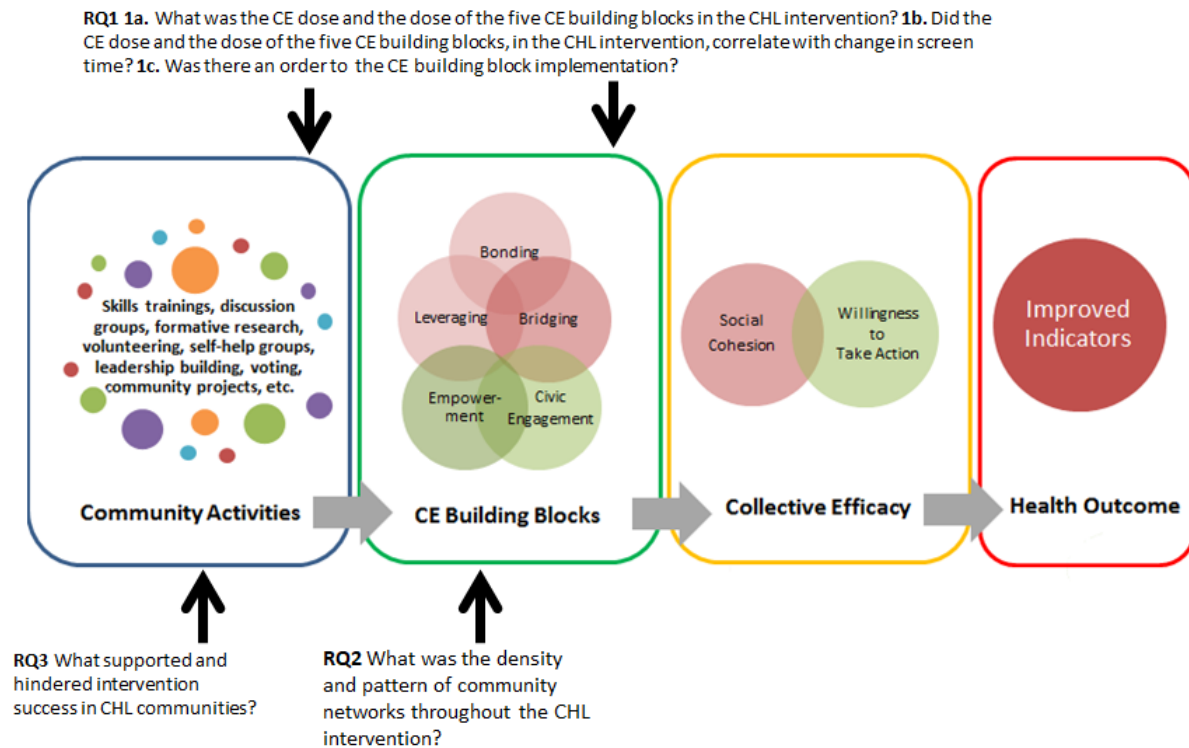 RQ1 1a. What was the CE dose and the dose of the five CE building blocks in the CHL intervention? 1b. Did the
CE dose and the dose of the five CE building blocks, in the CHL intervention, correlate with change in screen
time? 1c. Was there an order to the CE building block implementation?
Skills trainings, discussion
groups, formative research,
volunteering, self-help groups,
leadership building, voting,
community projects, etc.
Community Activities
Bonding
Leveraging
Bridging
Empower-
ment
Civic
Engagement
CE Building Blocks
Social
Cohesion
Willingness
to
Take Action
Collective Efficacy
Improved
Indicators
Health Outcome
RQ3 What supported and
hindered intervention
success in CHL communities?
RQ2 What was the density
and pattern of community
networks throughout the CHL
intervention?